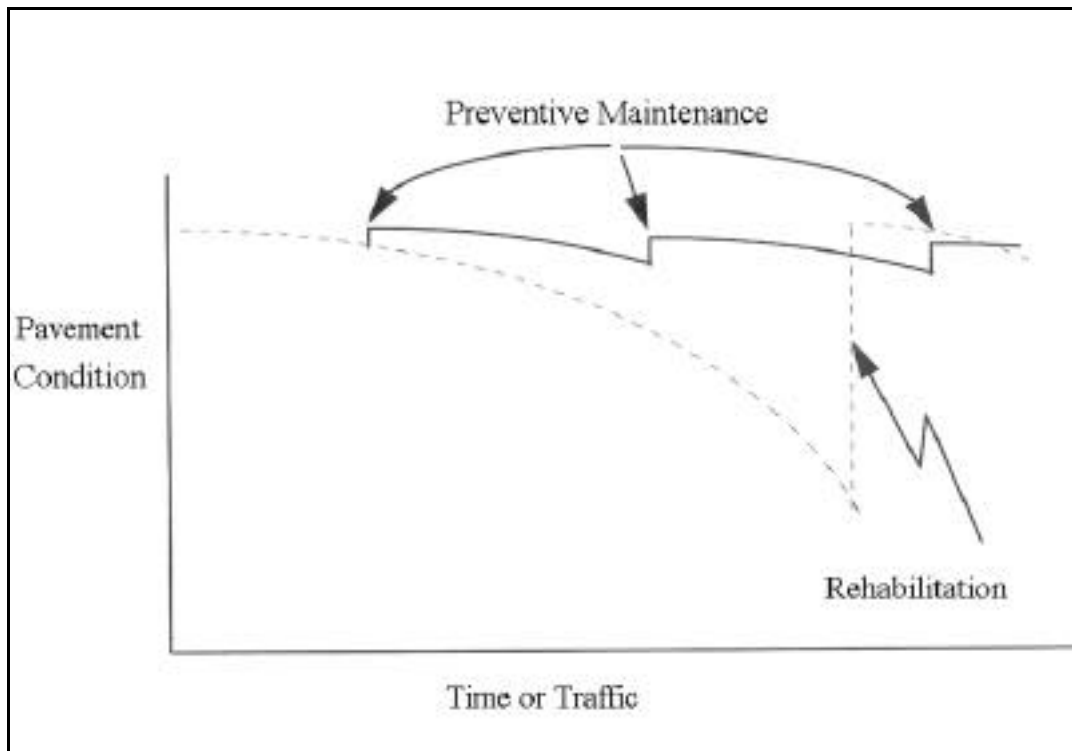 Preventive Maintenance
Pavement
Condition
Rehabilitation
Time or Traffic